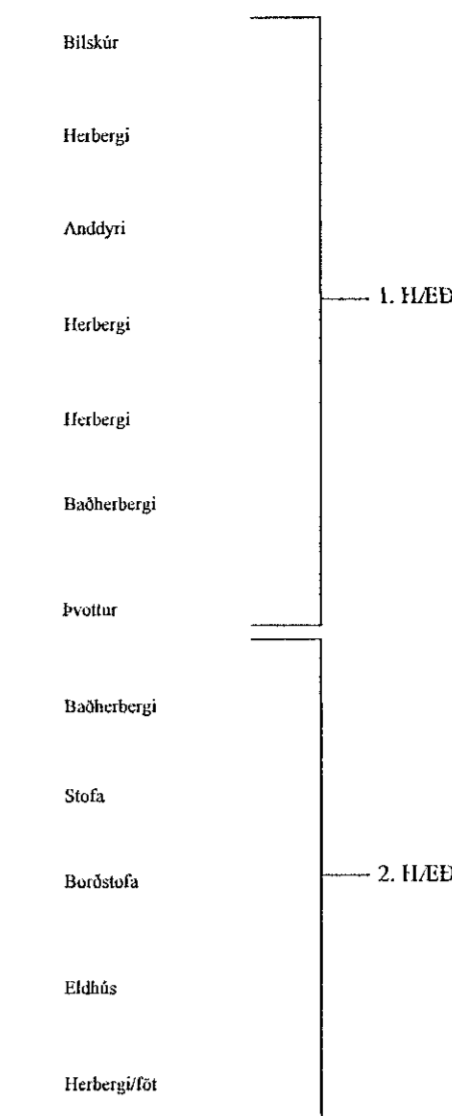 Bílskúr
Herbergi
Anddyri
1. HÆÐ
Herbergi
Herbergi
Baðherbergi
Þvottur
Baðherbergi
Stofa
2. HÆÐ
Borðstofa
Eldhús
Herbergi/föt